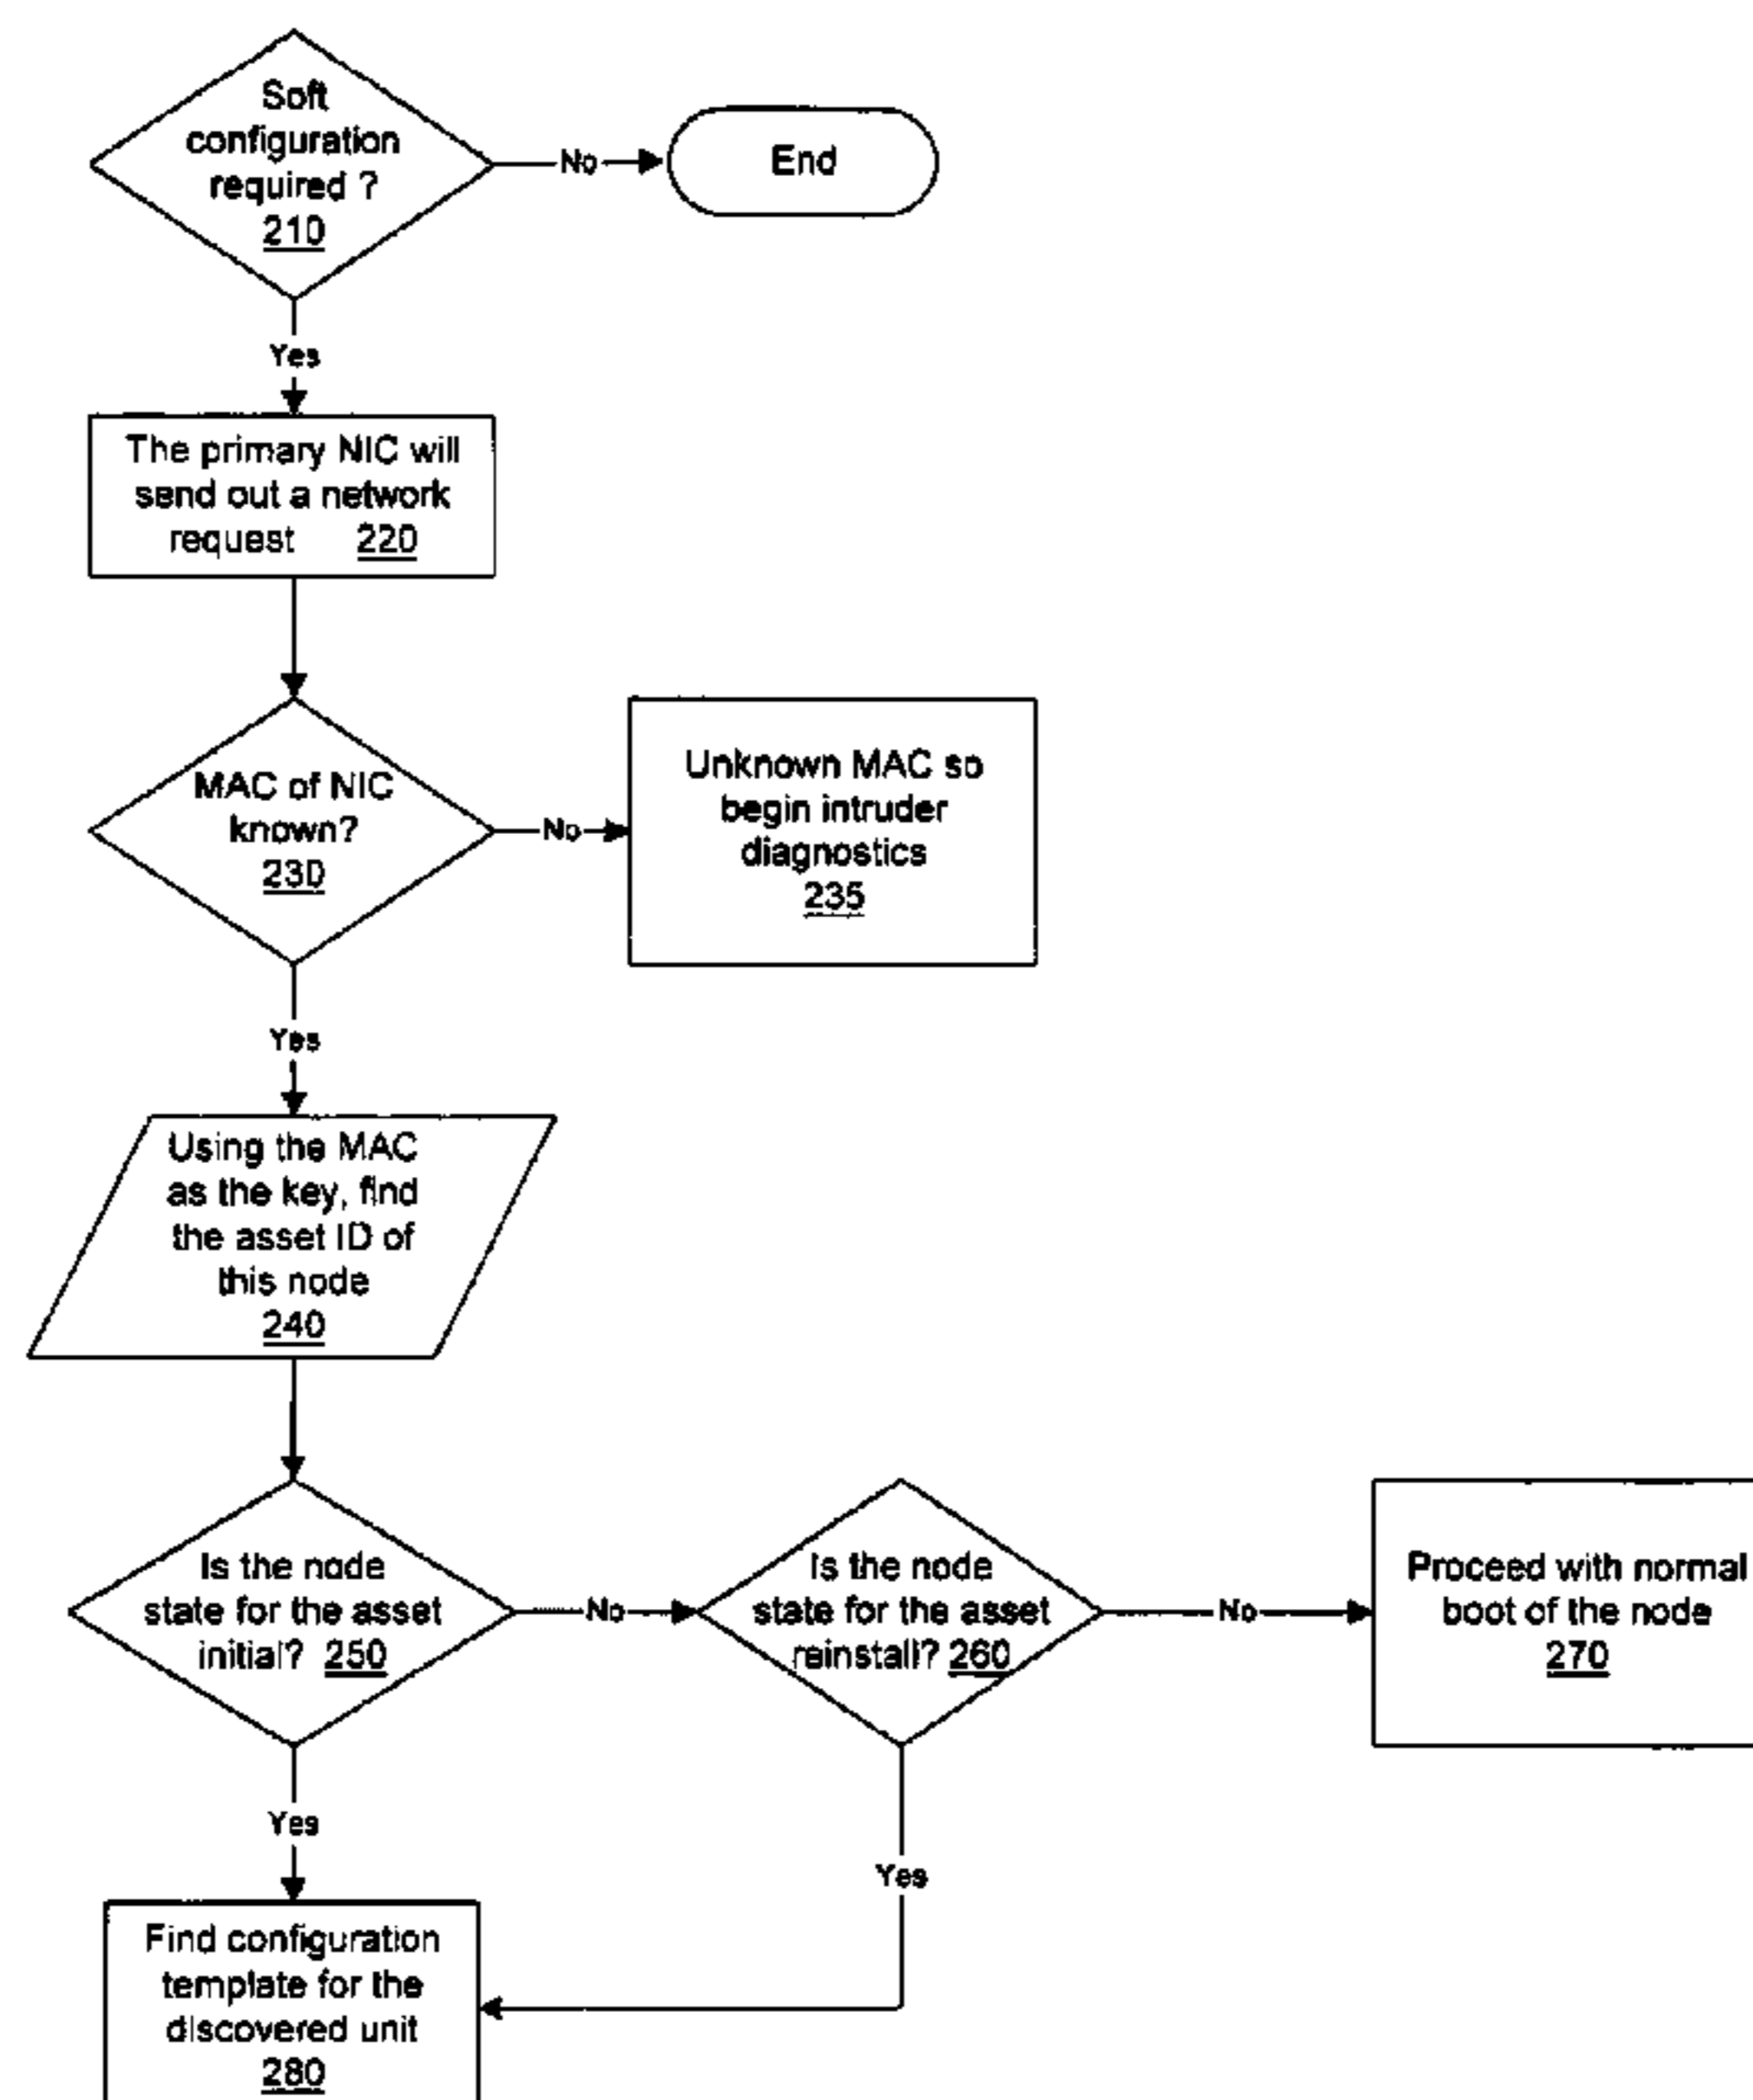 Soft
configuration
required ?
210
No
End
Yes
The primary NIC will
send out a network
request 220
MAC of NIC
known?
230
No
Unknown MAC so
begin intruder
diagnostics
235
Yes
Using the MAC
as the key, find
the asset ID of
this node
240
Is the node
state for the asset
initial? 250
No
Is the node
state for the asset
reinstall? 260
No
Proceed with normal
boot of the node
270
Yes
Yes
Find configuration
template for the
discovered unit
280